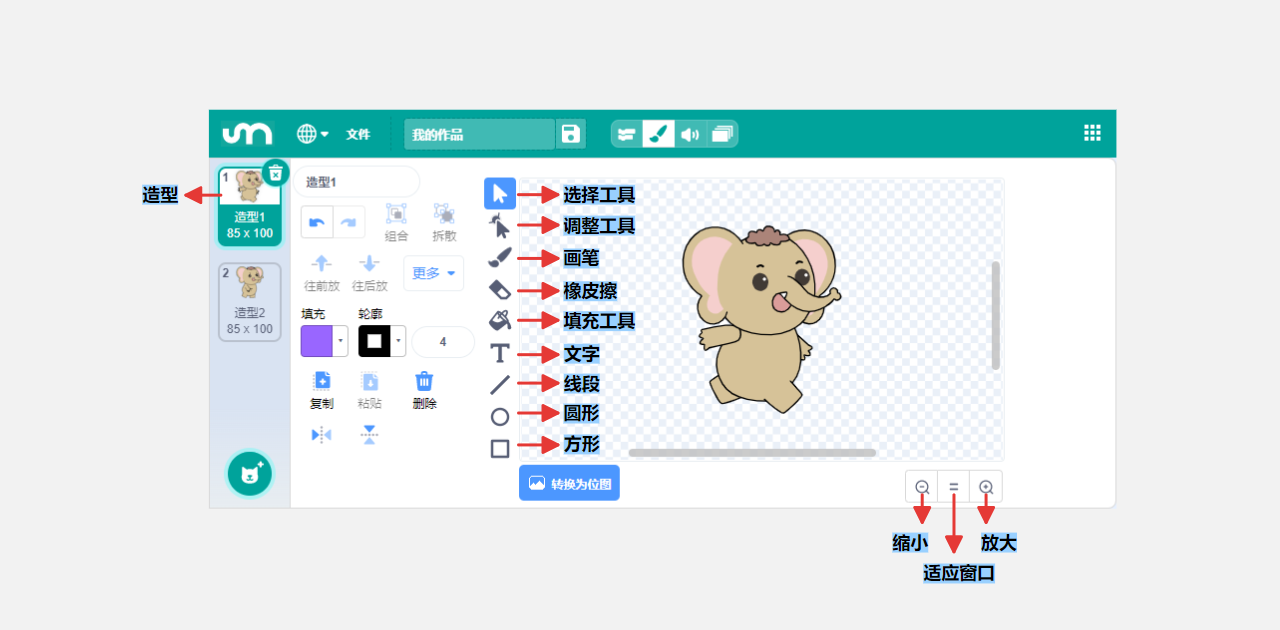 um
文件
我的作品
1
造型1
85 x 100
2
造型2
85 x 100
造型
造型1
组合
拆散
往前放
往后放
更多
填充
轮廓
4
复制
粘贴
删除
T
选择工具
调整工具
画笔
橡皮擦
填充工具
文字
线段
圆形
方形
转换为位图
缩小
放大
适应窗口